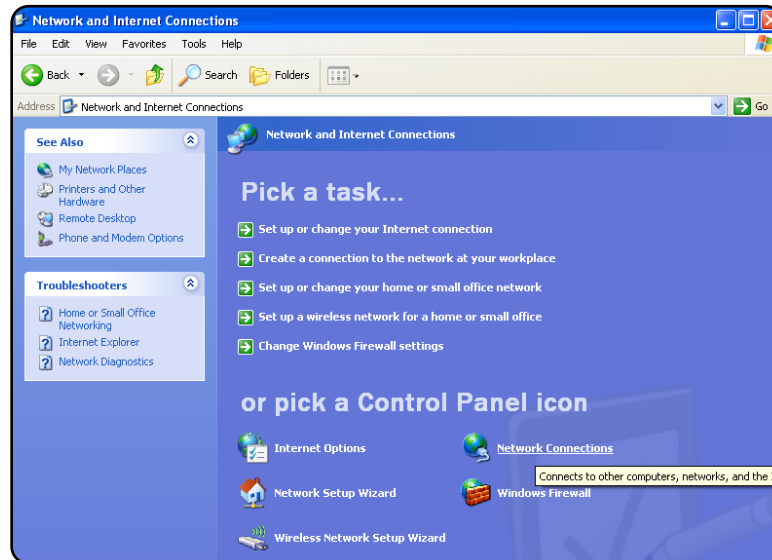 Network and Internet Connections
File Edit View Favorites Tools Help
Back Search Folders
Address Network and Internet Connections Go
See Also
My Network Places
Printers and Other
Hardware
Remote Desktop
Phone and Modem Options
Troubleshooters
Home or Small Office
Networking
Internet Explorer
Network Diagnostics
Network and Internet Connections
Pick a task...
Set up or change your Internet connection
Create a connection to the network at your workplace
Set up or change your home or small office network
Set up a wireless network for a home or small office
Change Windows Firewall settings
or pick a Control Panel icon
Internet Options
Network Connections
Connects to other computers, networks, and the
Network Setup Wizard
Windows Firewall
Wireless Network Setup Wizard